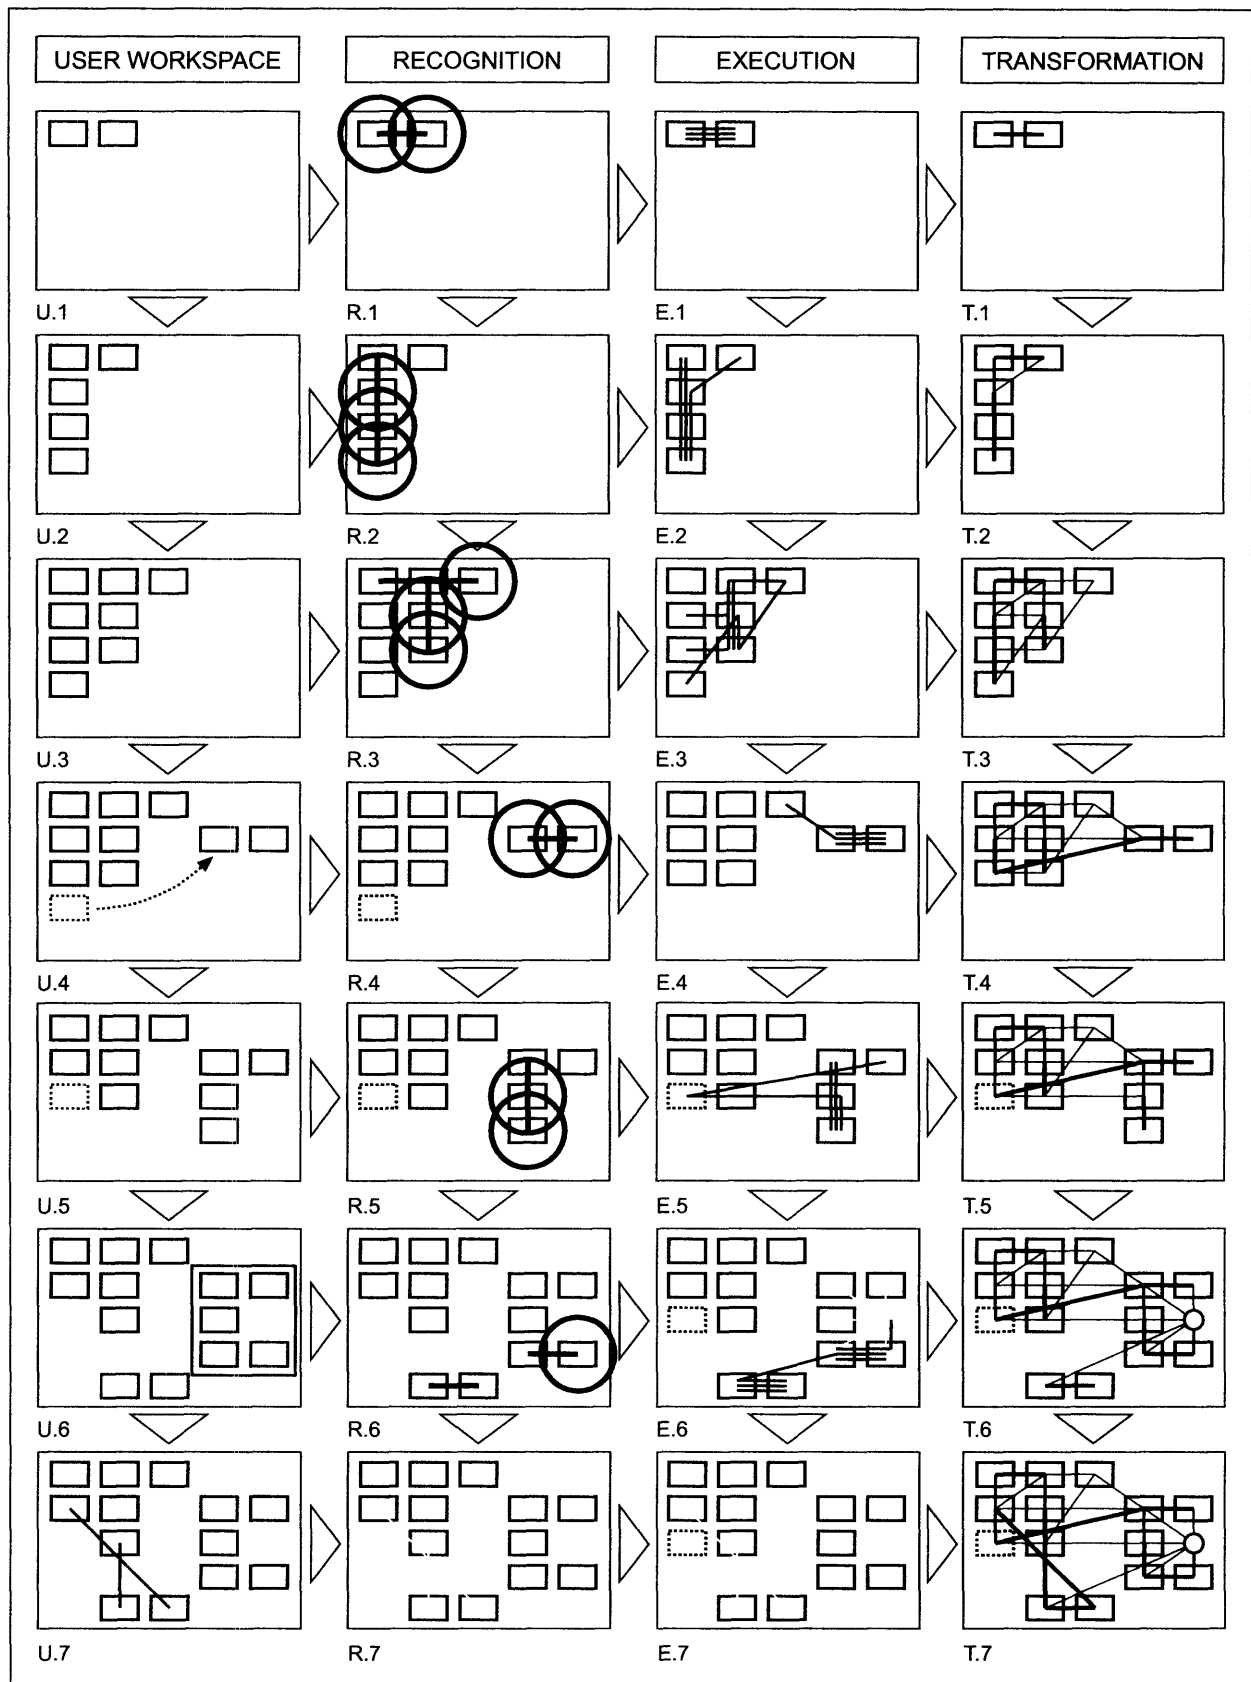 USER WORKSPACE RECOGNITION EXECUTION TRANSFORMATION
U.1 R.1 E.1 T.1
U.2 R.2 E.2 T.2
U.3 R.3 E.3 T.3
U.4 R.4 E.4 T.4
U.5 R.5 E.5 T.5
U.6 R.6 E.6 T.6
U.7 R.7 E.7 T.7